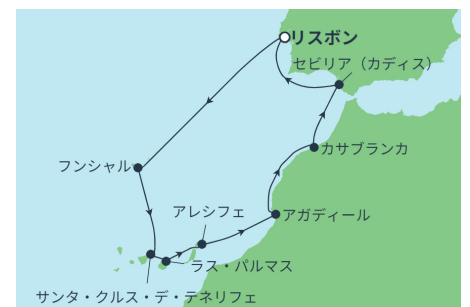 リスボン
セビリア（カディス）
カサブランカ
フンシャル
アレシフェ
アガディール
ラス・パルマス
サンタ・クルス・デ・テネリフェ